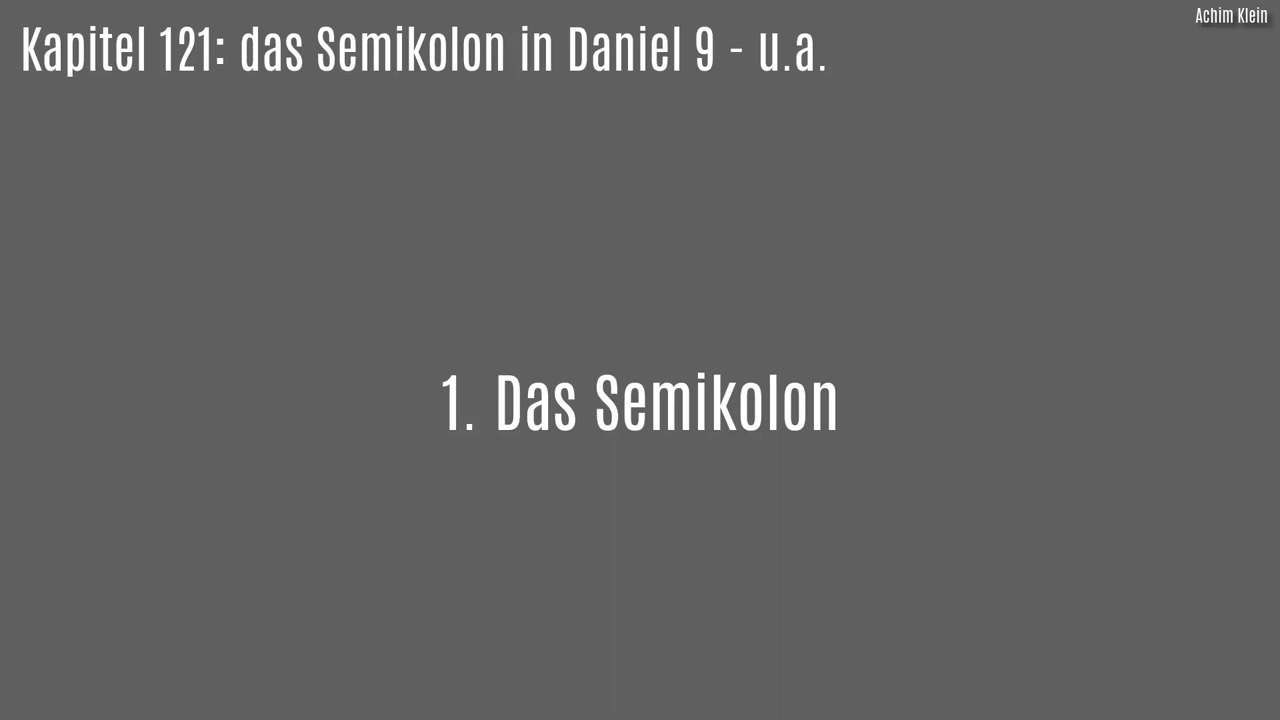 Achim Klein
Kapitel 121: das Semikolon in Daniel 9 - u.a.
1. Das Semikolon